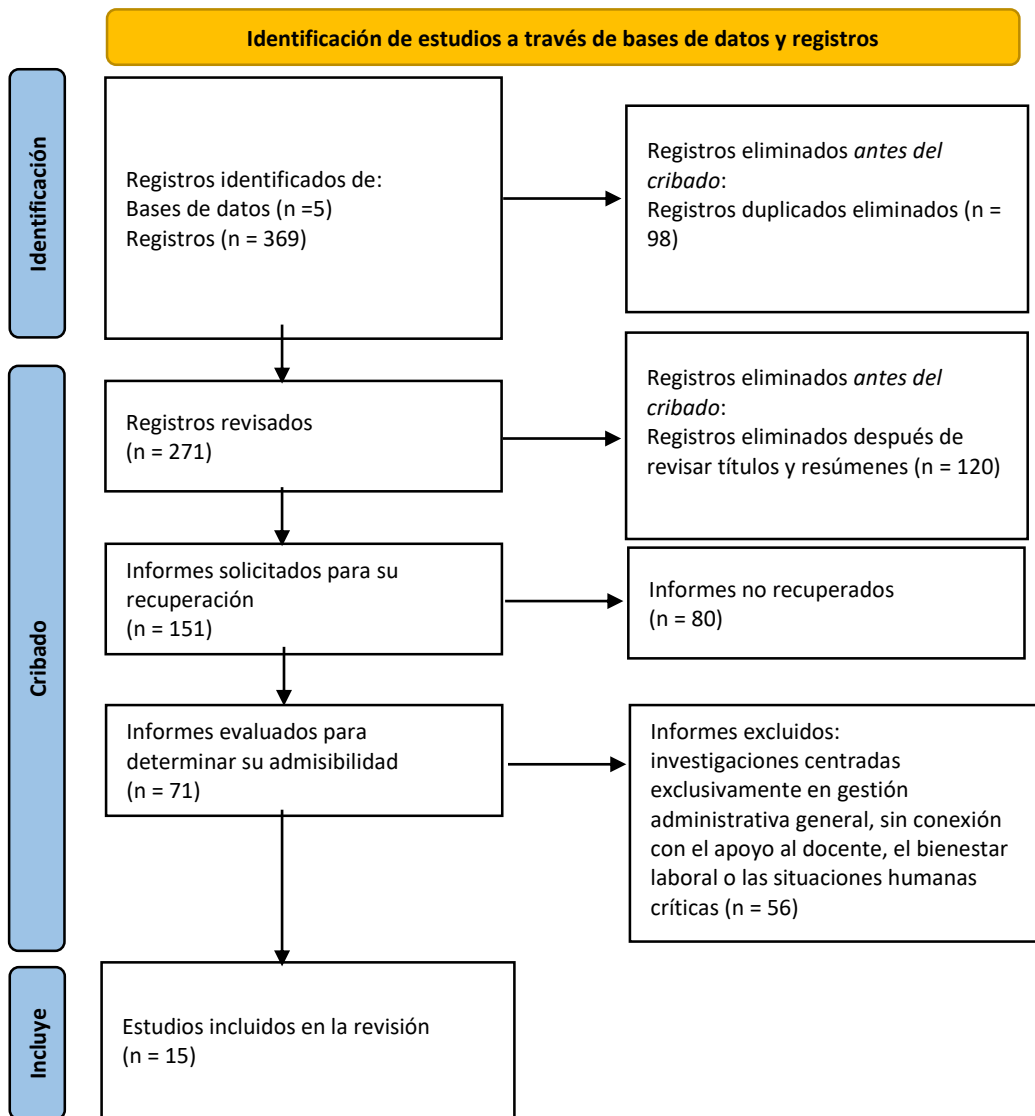 Identificación de estudios a través de bases de datos y registros
Identificación
Registros identificados de:
Bases de datos (n =5)
Registros (n = 369)
Registros eliminados antes del
cribado:
Registros duplicados eliminados (n =
98)
Cribado
Registros revisados
(n = 271)
Registros eliminados antes del
cribado:
Registros eliminados después de
revisar títulos y resúmenes (n = 120)
Informes solicitados para su
recuperación
(n = 151)
Informes no recuperados
(n = 80)
Informes evaluados para
determinar su admisibilidad
(n = 71)
Informes excluidos:
investigaciones centradas
exclusivamente en gestión
administrativa general, sin conexión
con el apoyo al docente, el bienestar
laboral o las situaciones humanas
críticas (n = 56)
Incluye
Estudios incluidos en la revisión
(n = 15)